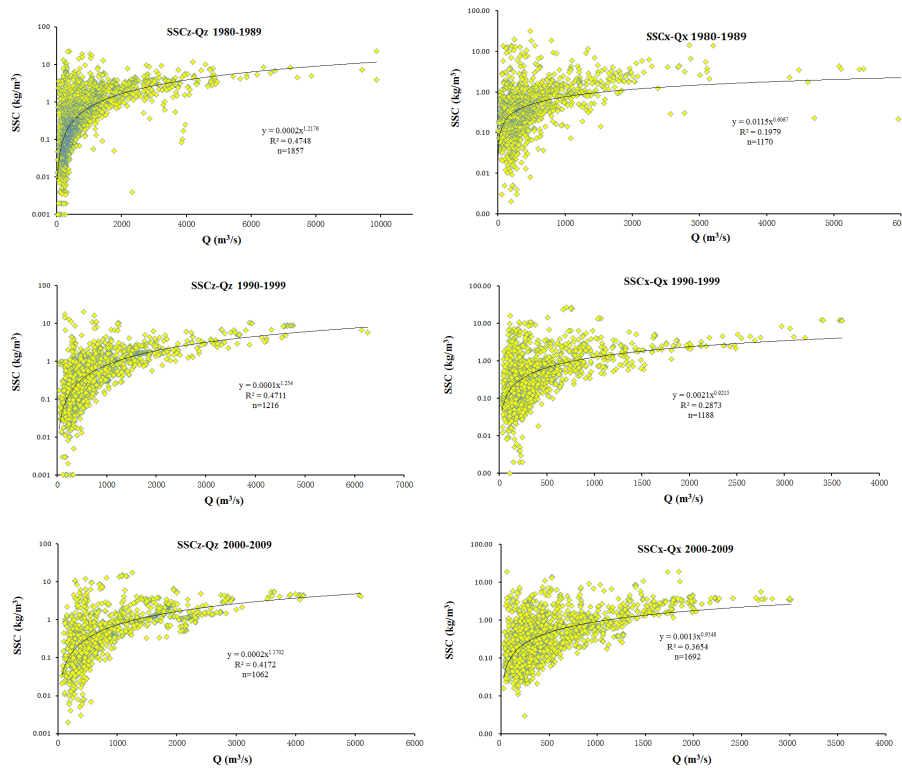 SSCz-Qz 1980-1989
SSC (kg/m³)
100
10
1
0.1
0.01
0.001
y = 0.0002x^1.2176
R² = 0.4748
n=1857
0 2000 4000 6000 8000 10000
Q (m³/s)
SSCx-Qx 1980-1989
SSC (kg/m³)
100.00
10.00
1.00
0.10
0.01
0.00
y = 0.0115x^0.6067
R² = 0.1979
n=1170
0 1000 2000 3000 4000 5000 60
Q (m³/s)
SSCz-Qz 1990-1999
SSC (kg/m³)
100
10
1
0.1
0.01
0.001
y = 0.0001x^1.254
R² = 0.4711
n=1216
0 1000 2000 3000 4000 5000 6000 7000
Q (m³/s)
SSCx-Qx 1990-1999
SSC (kg/m³)
100.00
10.00
1.00
0.10
0.01
0.00
y = 0.0021x^0.9215
R² = 0.2873
n=1188
0 500 1000 1500 2000 2500 3000 3500 4000
Q (m³/s)
SSCz-Qz 2000-2009
SSC (kg/m³)
100
10
1
0.1
0.01
0.001
y = 0.0002x^1.1702
R² = 0.4172
n=1062
0 1000 2000 3000 4000 5000 6000
Q (m³/s)
SSCx-Qx 2000-2009
SSC (kg/m³)
100.00
10.00
1.00
0.10
0.01
0.00
y = 0.0013x^0.9548
R² = 0.3654
n=1692
0 500 1000 1500 2000 2500 3000 3500 4000
Q (m³/s)